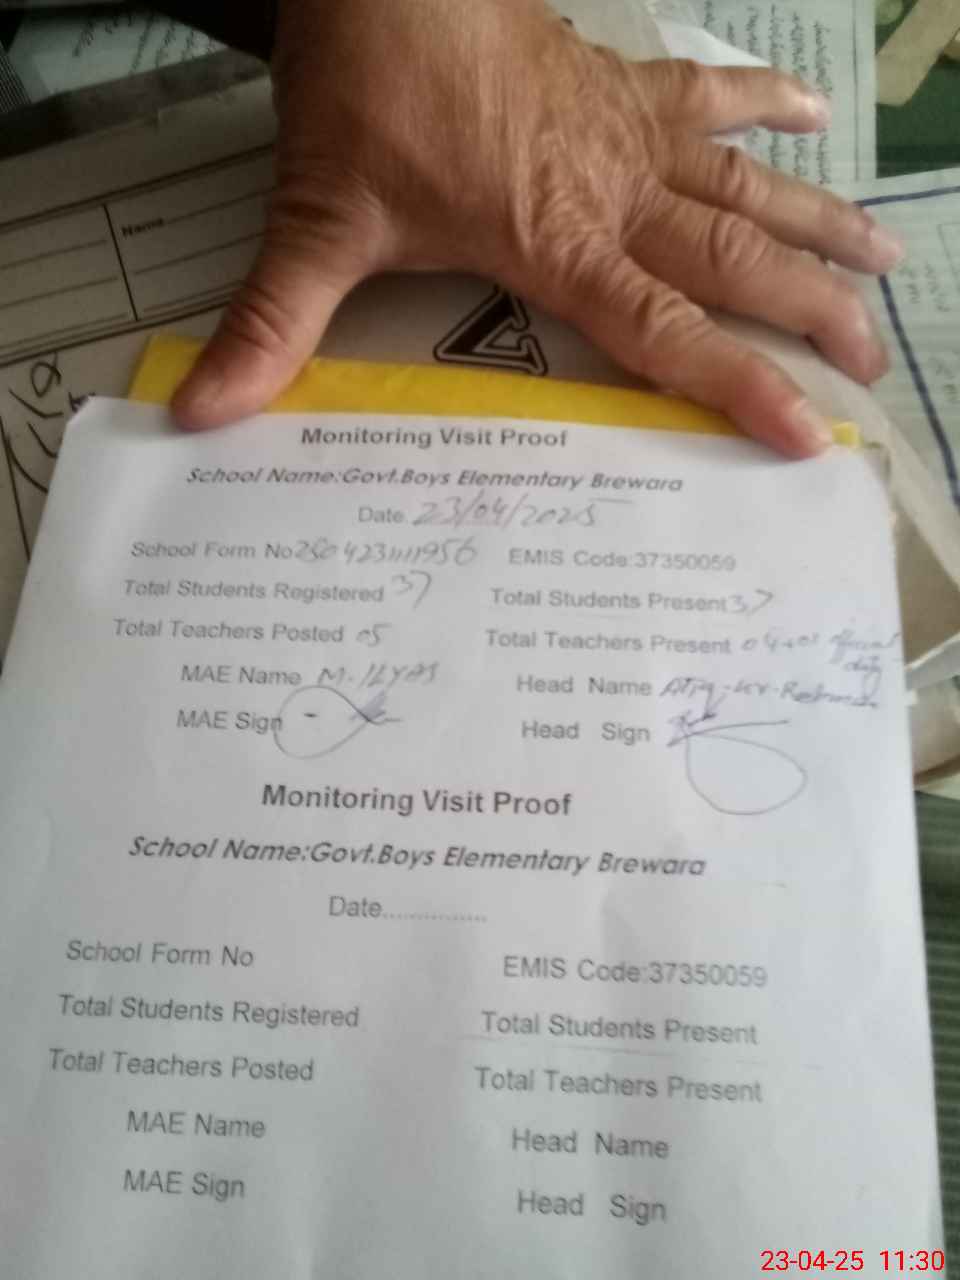 Name
Monitoring Visit Proof
School Name:Govt.Boys Elementary Brewara
Date. 23/04/2025
School Form No 250423111956 EMIS Code:37350059
Total Students Registered 37 Total Students Present 37
Total Teachers Posted 05 Total Teachers Present 04+01 official
duty
MAE Name M. ILYAS Head Name
MAE Sign Head Sign
Monitoring Visit Proof
School Name:Govt.Boys Elementary Brewara
Date...............
School Form No EMIS Code:37350059
Total Students Registered Total Students Present
Total Teachers Posted Total Teachers Present
MAE Name Head Name
MAE Sign Head Sign
23-04-25 11:30